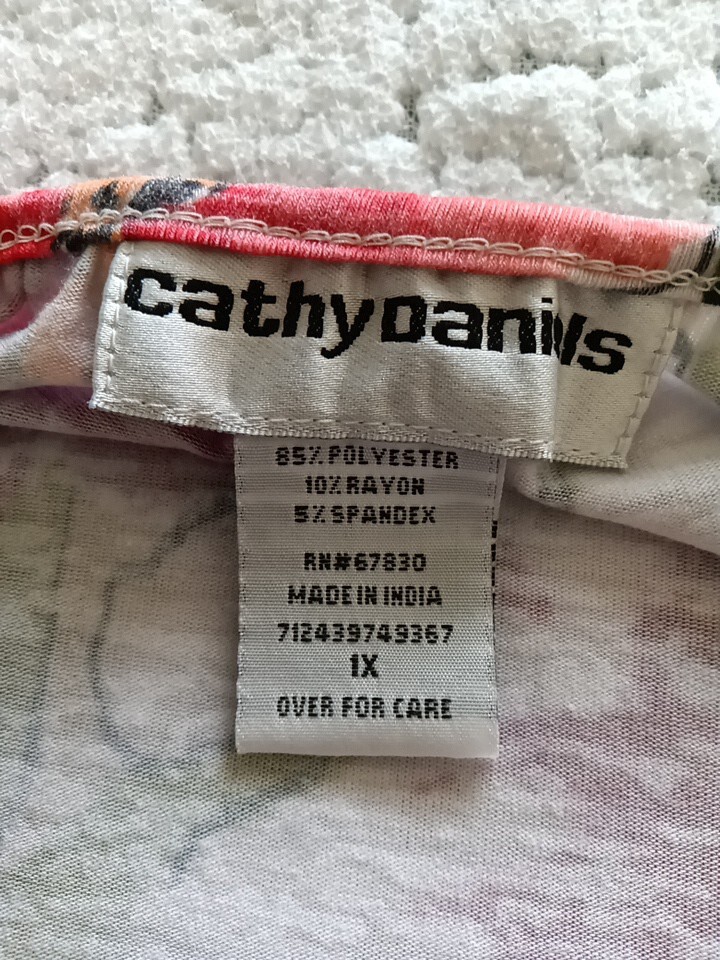 cathydaniels
85% POLYESTER
10% RAYON
5% SPANDEX
RN#67830
MADE IN INDIA
712439749367
1X
OVER FOR CARE